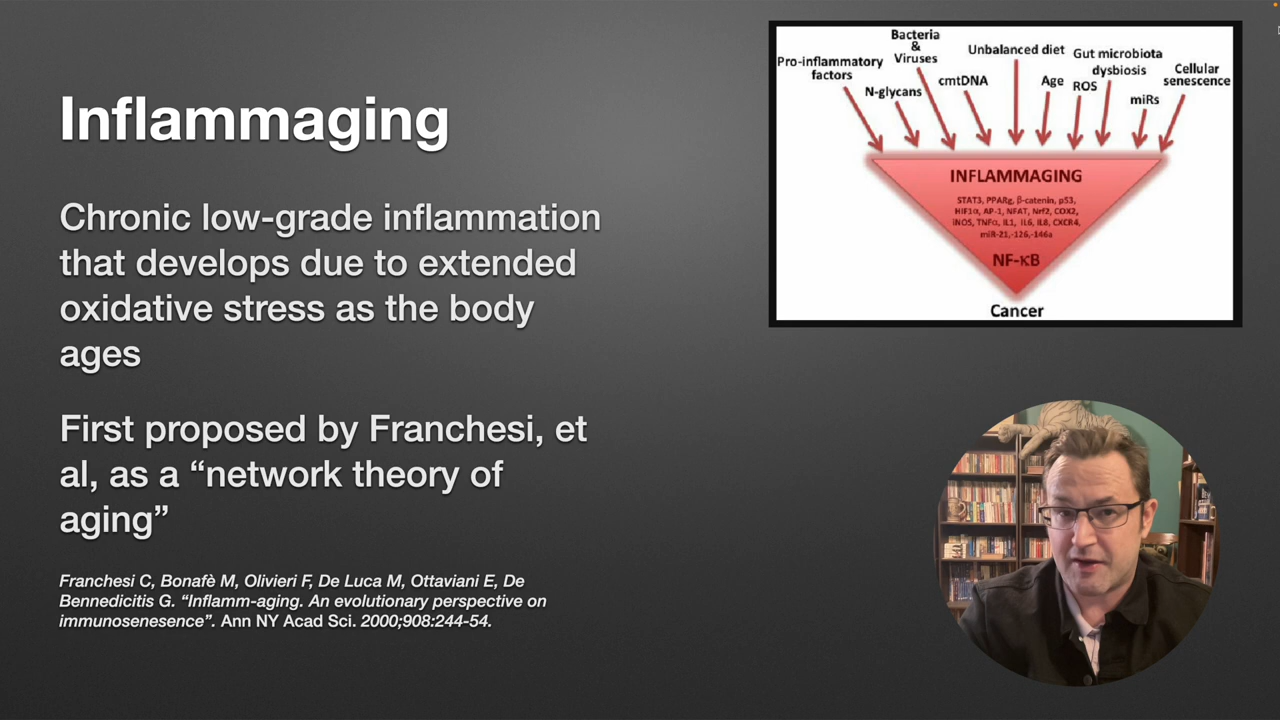 Inflammaging
Chronic low-grade inflammation
that develops due to extended
oxidative stress as the body
ages
First proposed by Franchesi, et
al, as a “network theory of
aging”
Franchesi C, Bonafè M, Olivieri F, De Luca M, Ottaviani E, De
Bennedicitis G. “Inflamm-aging. An evolutionary perspective on
immunosenesence”. Ann NY Acad Sci. 2000;908:244-54.
Pro-inflammatory
factors
N-glycans
Bacteria
&
Viruses
cmtDNA
Unbalanced diet
Age
ROS
Gut microbiota
dysbiosis
miRs
Cellular
senescence
INFLAMMAGING
STAT3, PPARg, β-catenin, p53,
HIF1α, AP-1, NFAT, Nrf2, COX2,
iNOS, TNFα, IL1, IL6, IL8, CXCR4,
miR-21,-126,-146a
NF-κB
Cancer